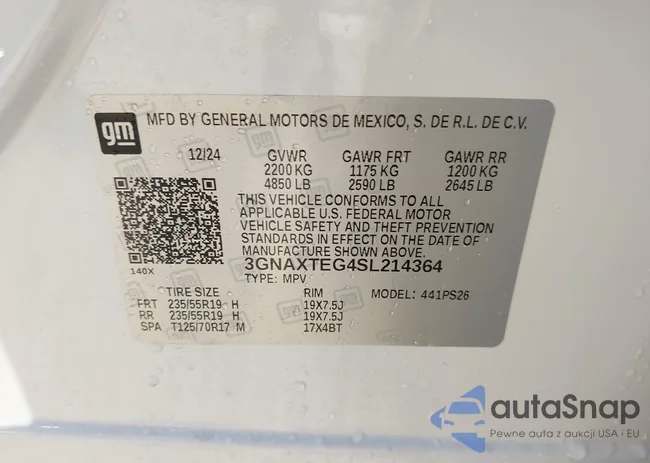 gm MFD BY GENERAL MOTORS DE MEXICO, S. DE R.L. DE C.V.
12/24 GVWR GAWR FRT GAWR RR
2200 KG 1175 KG 1200 KG
4850 LB 2590 LB 2645 LB
THIS VEHICLE CONFORMS TO ALL
APPLICABLE U.S. FEDERAL MOTOR
VEHICLE SAFETY AND THEFT PREVENTION
STANDARDS IN EFFECT ON THE DATE OF
MANUFACTURE SHOWN ABOVE.
3GNAXTEG4SL214364
140X TYPE: MPV MODEL: 441PS26
TIRE SIZE RIM
FRT 235/55R19 H 19X7.5J
RR 235/55R19 H 19X7.5J
SPA T125/70R17 M 17X4BT
autaSnap
Pewne auta z aukcji USA i EU